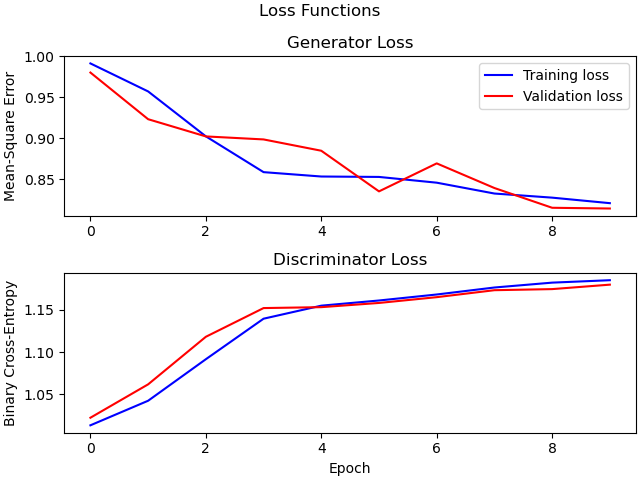 Loss Functions
Generator Loss
Mean-Square Error
1.00
0.95
0.90
0.85
Training loss
Validation loss
0 2 4 6 8
Discriminator Loss
Binary Cross-Entropy
1.15
1.10
1.05
0 2 4 6 8
Epoch